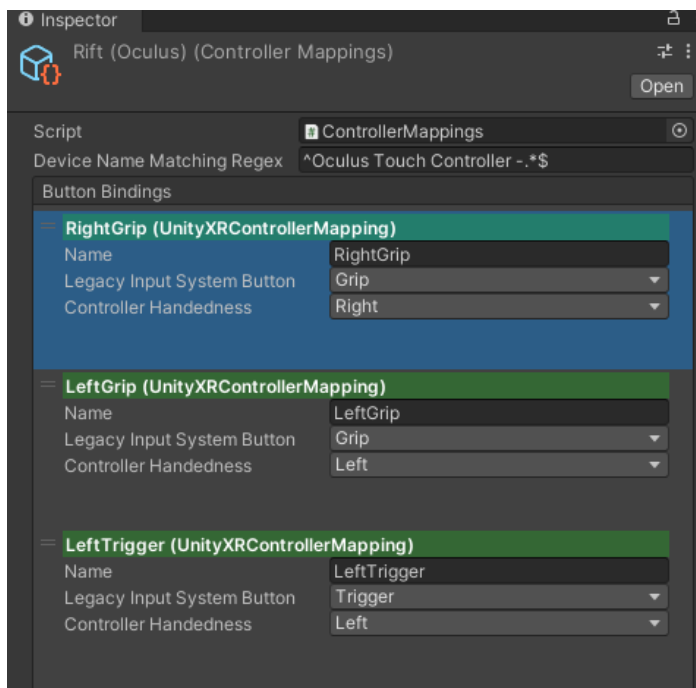 Inspector
Rift (Oculus) (Controller Mappings)
Open
Script ControllerMappings
Device Name Matching Regex ^Oculus Touch Controller -.*$
Button Bindings
RightGrip (UnityXRControllerMapping)
Name RightGrip
Legacy Input System Button Grip
Controller Handedness Right
LeftGrip (UnityXRControllerMapping)
Name LeftGrip
Legacy Input System Button Grip
Controller Handedness Left
LeftTrigger (UnityXRControllerMapping)
Name LeftTrigger
Legacy Input System Button Trigger
Controller Handedness Left